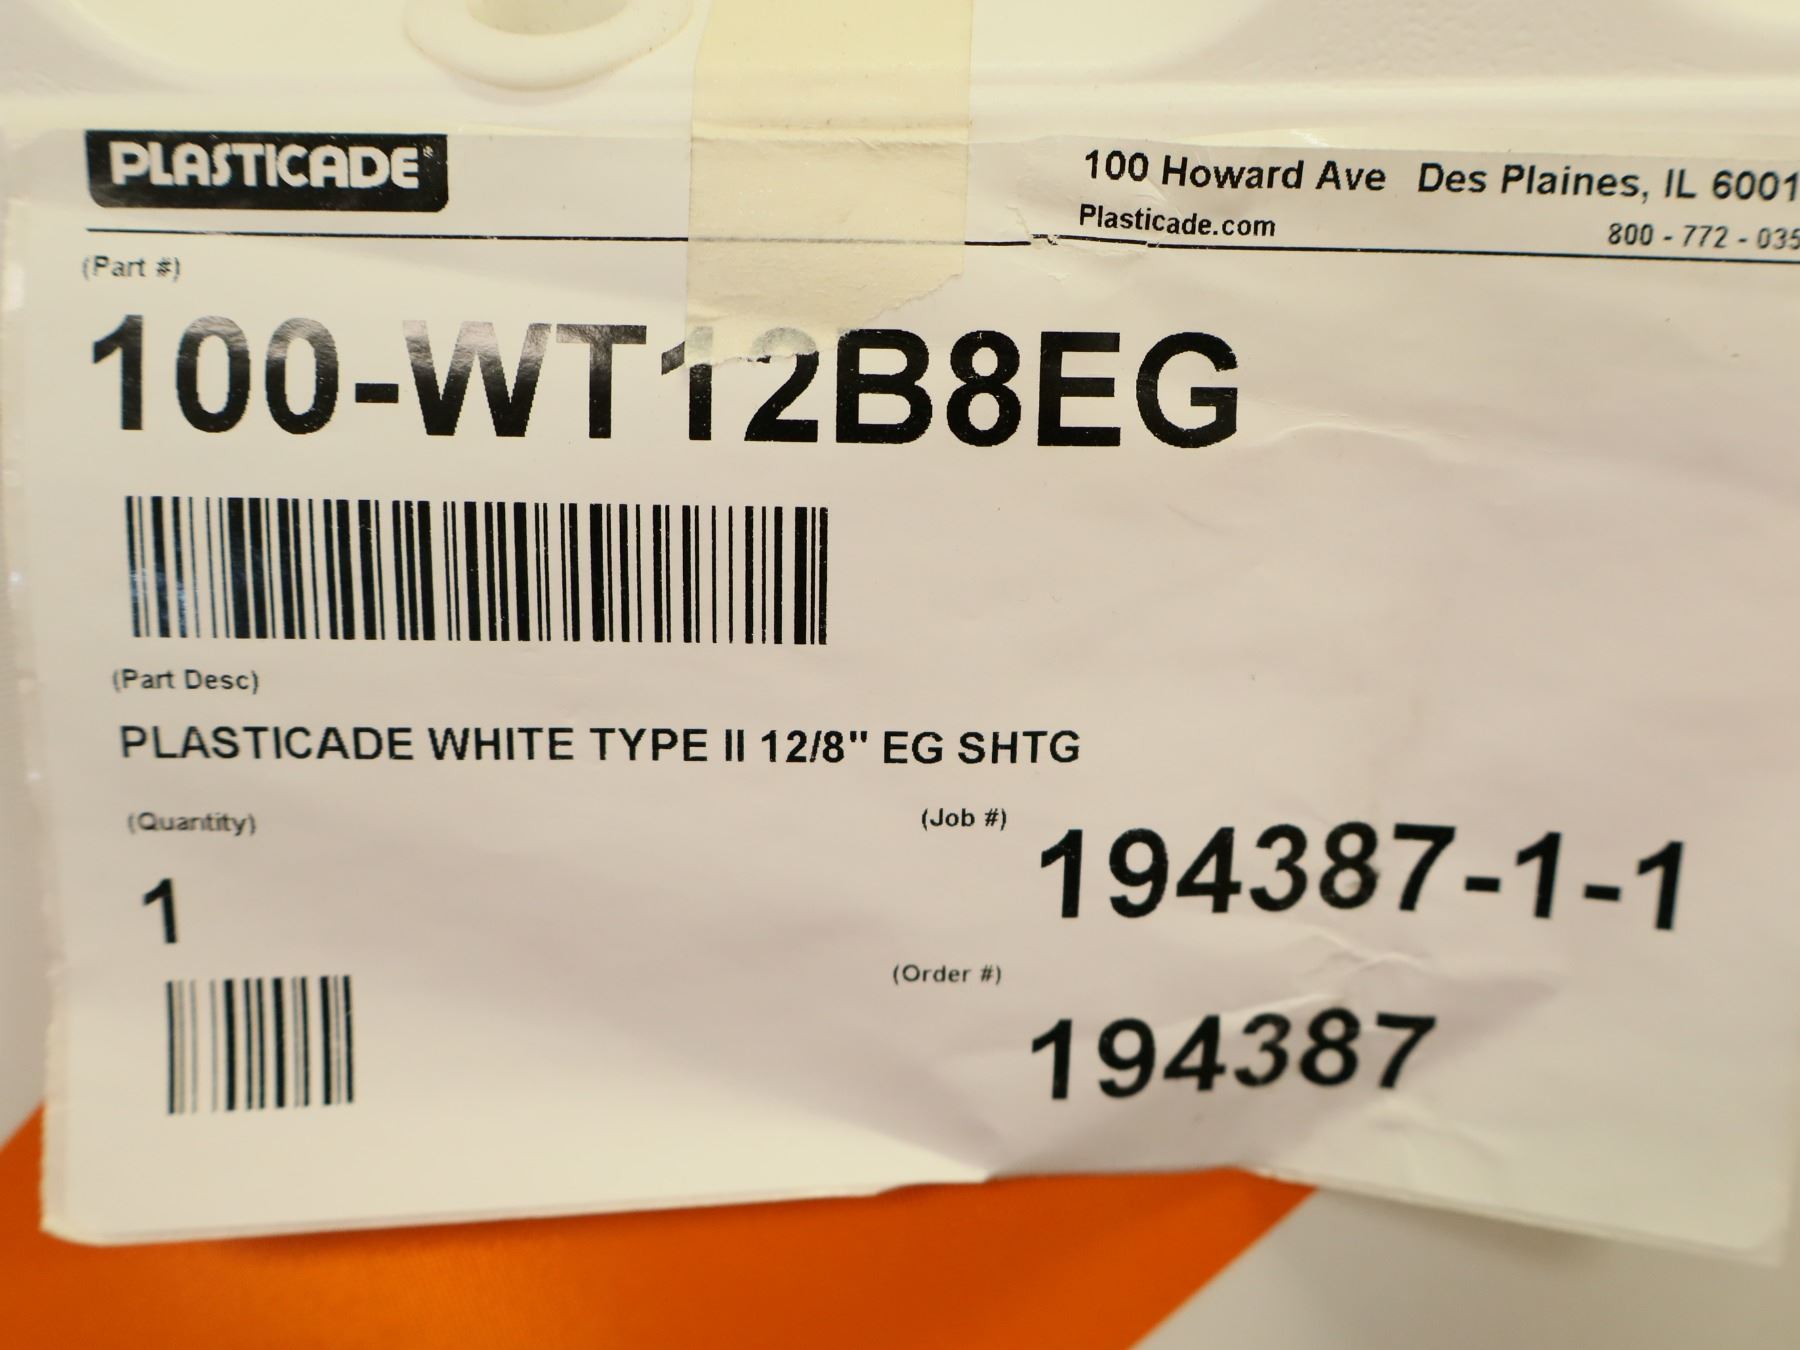 PLASTICADE®
100 Howard Ave Des Plaines, IL 6001
Plasticade.com
800 - 772 - 035
(Part #)
100-WT12B8EG
(Part Desc)
PLASTICADE WHITE TYPE II 12/8" EG SHTG
(Quantity)
(Job #)
194387-1-1
1
(Order #)
194387